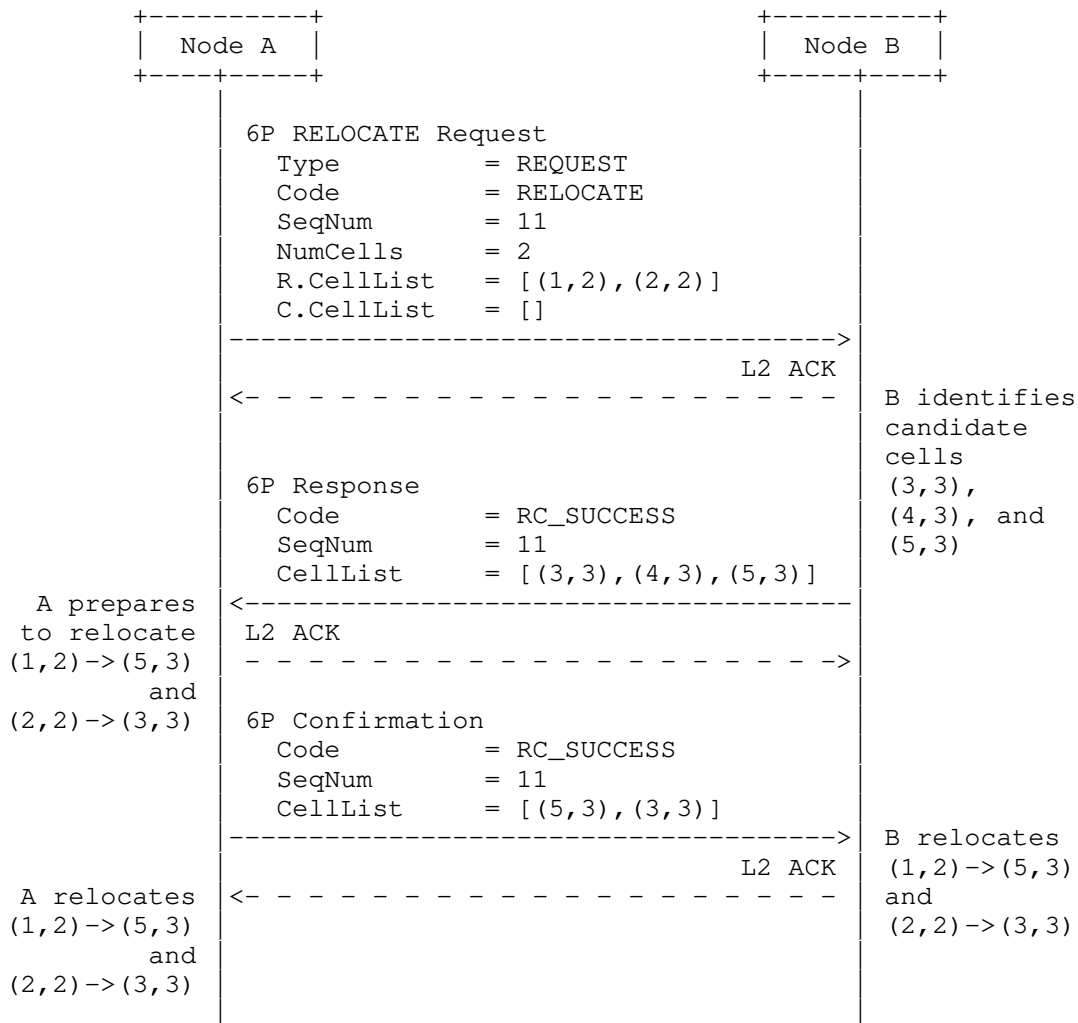 Node A Node B
6P RELOCATE Request
Type = REQUEST
Code = RELOCATE
SeqNum = 11
NumCells = 2
R.CellList = [(1,2),(2,2)]
C.CellList = []
L2 ACK
B identifies
candidate
cells
6P Response (3,3),
Code = RC_SUCCESS (4,3), and
SeqNum = 11 (5,3)
CellList = [(3,3),(4,3),(5,3)]
A prepares
to relocate L2 ACK
(1,2)->(5,3)
and
(2,2)->(3,3) 6P Confirmation
Code = RC_SUCCESS
SeqNum = 11
CellList = [(5,3),(3,3)]
B relocates
L2 ACK (1,2)->(5,3)
A relocates and
(1,2)->(5,3) (2,2)->(3,3)
and
(2,2)->(3,3)